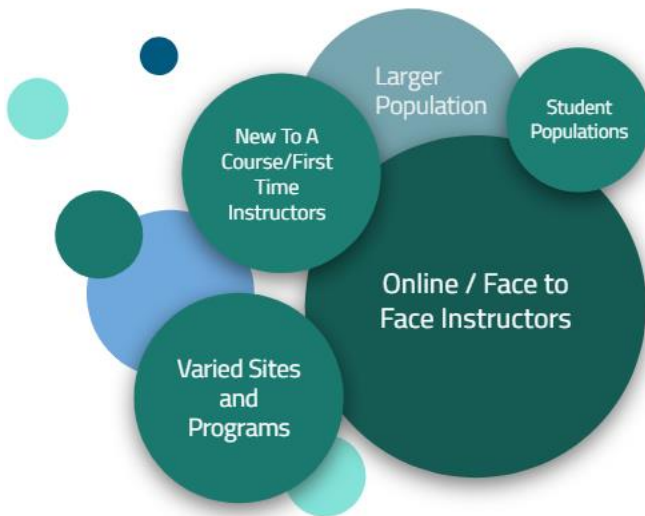 Larger
Population
Student
Populations
New To A
Course/First
Time
Instructors
Online / Face to
Face Instructors
Varied Sites
and
Programs